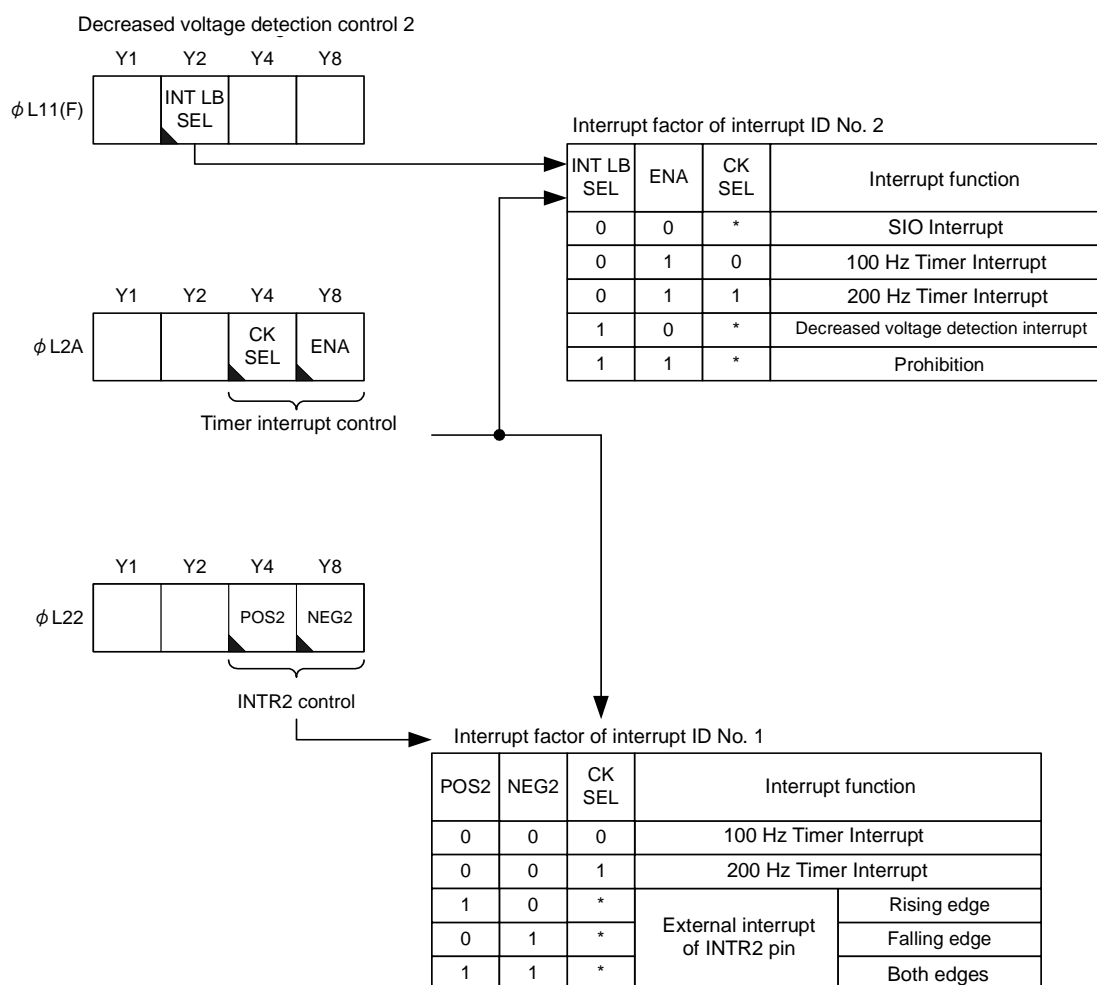 Decreased voltage detection control 2
Y1 Y2 Y4 Y8
ϕL11(F)
INT LB
SEL
Interrupt factor of interrupt ID No. 2
INT LB
SEL
ENA
CK
SEL
Interrupt function
0 0 * SIO Interrupt
0 1 0 100 Hz Timer Interrupt
0 1 1 200 Hz Timer Interrupt
1 0 * Decreased voltage detection interrupt
1 1 * Prohibition
Y1 Y2 Y4 Y8
ϕL2A
CK
SEL
ENA
Timer interrupt control
Y1 Y2 Y4 Y8
ϕL22
POS2 NEG2
INTR2 control
Interrupt factor of interrupt ID No. 1
POS2 NEG2
CK
SEL
Interrupt function
0 0 0 100 Hz Timer Interrupt
0 0 1 200 Hz Timer Interrupt
1 0 * Rising edge
External interrupt
of INTR2 pin
0 1 * Falling edge
1 1 * Both edges